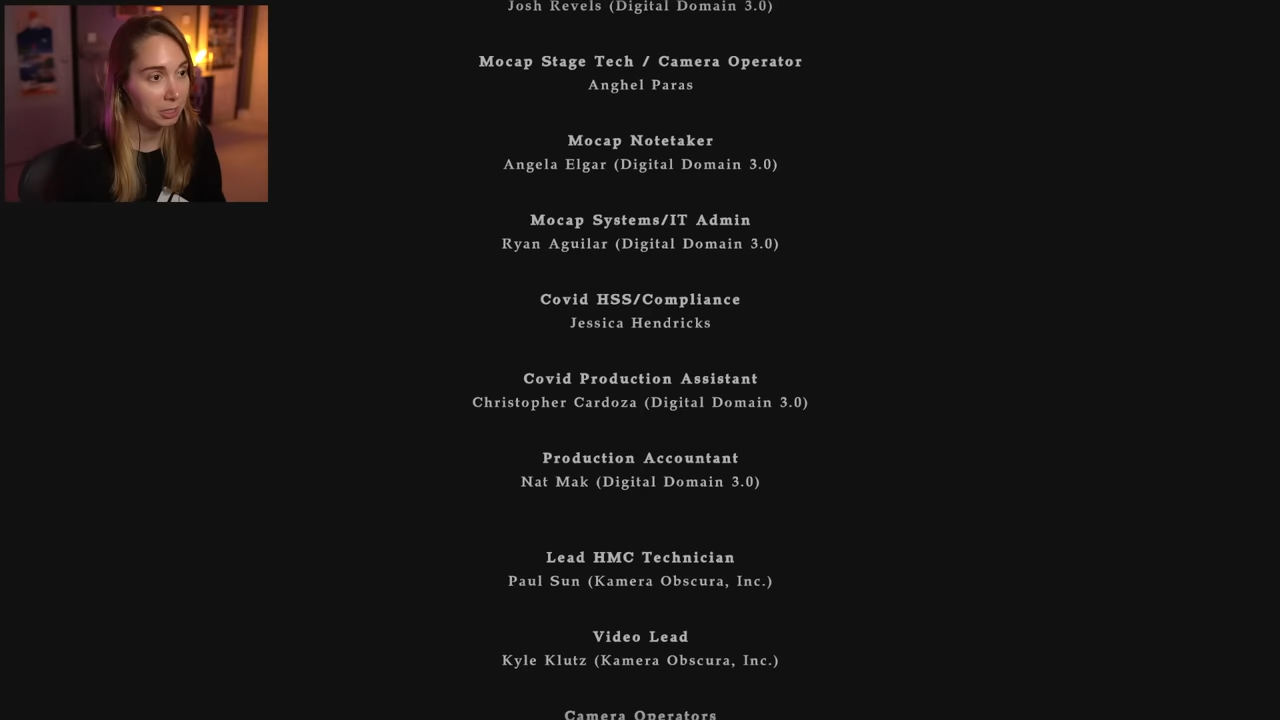 Josh Revels (Digital Domain 3.0)
Mocap Stage Tech / Camera Operator
Anghel Paras
Mocap Notetaker
Angela Elgar (Digital Domain 3.0)
Mocap Systems/IT Admin
Ryan Aguilar (Digital Domain 3.0)
Covid HSS/Compliance
Jessica Hendricks
Covid Production Assistant
Christopher Cardoza (Digital Domain 3.0)
Production Accountant
Nat Mak (Digital Domain 3.0)
Lead HMC Technician
Paul Sun (Kamera Obscura, Inc.)
Video Lead
Kyle Klutz (Kamera Obscura, Inc.)
Camera Operators